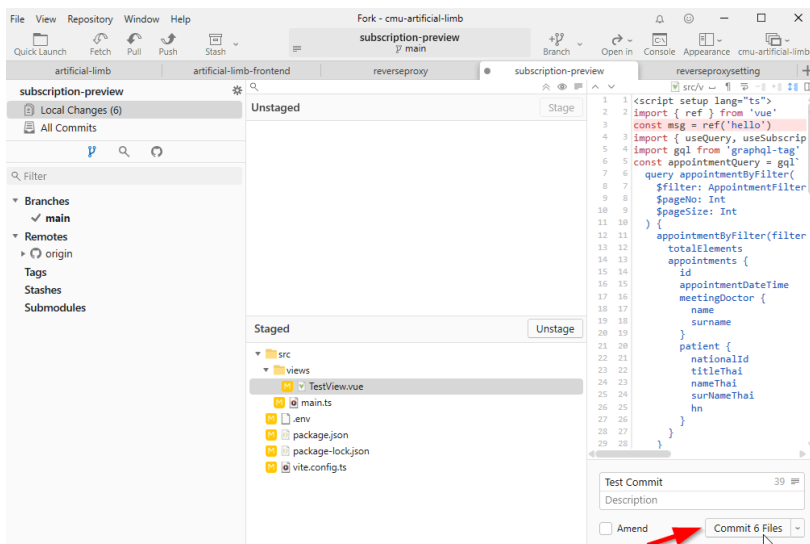 File View Repository Window Help Fork - cmu-artificial-limb
Quick Launch Fetch Pull Push Stash subscription-preview main Branch Open in Console Appearance cmu-artificial-limb
artificial-limb artificial-limb-frontend reverseproxy subscription-preview reverseproxysetting
subscription-preview
Local Changes (6)
All Commits
Filter
Branches
main
Remotes
origin
Tags
Stashes
Submodules
Unstaged Stage
Staged Unstage
src
views
M TestView.vue
M main.ts
M .env
M package.json
M package-lock.json
M vite.config.ts
src/v
1 1 <script setup lang="ts">
2 2 import { ref } from 'vue'
3 const msg = ref('hello')
4 3 import { useQuery, useSubscrip
5 4 import gql from 'graphql-tag'
6 5 const appointmentQuery = gql`
7 6 query appointmentByFilter(
8 7 $filter: AppointmentFilter
9 8 $pageNo: Int
10 9 $pageSize: Int
11 10 ) {
12 11 appointmentByFilter(filter
13 12 totalElements
14 13 appointments {
15 14 id
16 15 appointmentDateTime
17 16 meetingDoctor {
18 17 name
19 18 surname
20 19 }
21 20 patient {
22 21 nationalId
23 22 titleThai
24 23 nameThai
25 24 surNameThai
26 25 hn
27 26 }
28 27 }
29 28 }
Test Commit 39
Description
Amend Commit 6 Files